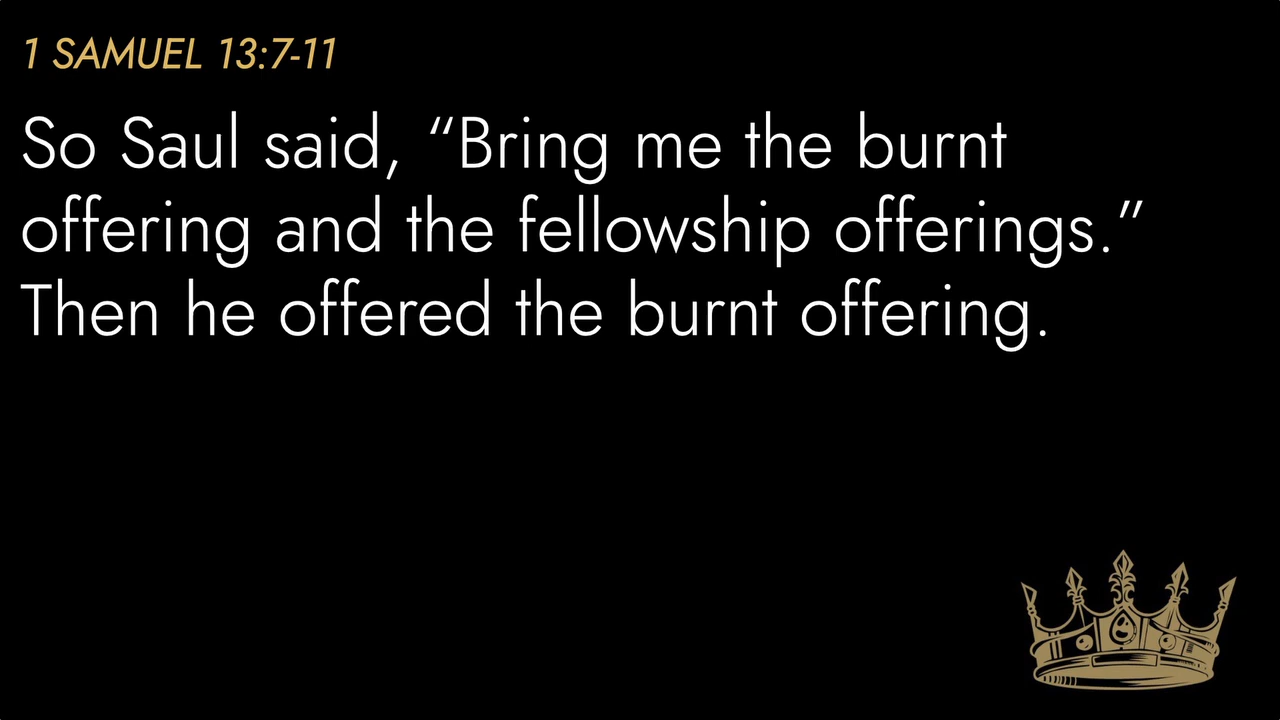 1 SAMUEL 13:7-11
So Saul said, “Bring me the burnt
offering and the fellowship offerings.”
Then he offered the burnt offering.